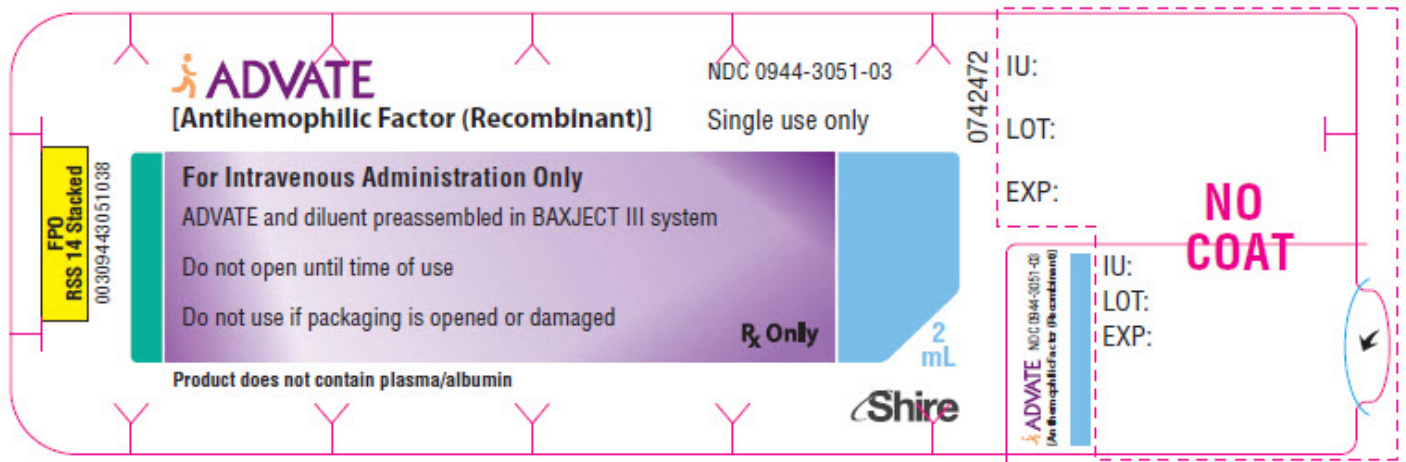 FPO
RSS 14 Stacked
00309443051038
ADVATE
[Antihemophilic Factor (Recombinant)]
NDC 0944-3051-03
Single use only
For Intravenous Administration Only
ADVATE and diluent preassembled in BAXJECT III system
Do not open until time of use
Do not use if packaging is opened or damaged
Rx Only
2
mL
Product does not contain plasma/albumin
Shire
0742472
IU:
LOT:
EXP:
NO
COAT
ADVATE NDC 0944-3051-03
[Antihemophilic Factor (Recombinant)]
IU:
LOT:
EXP: